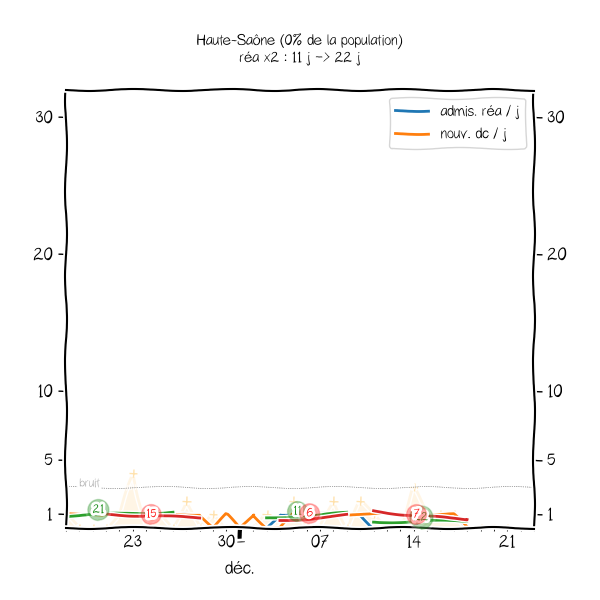 Haute-Saône (0% de la population)
réa x2 : 11 j -> 22 j
admis. réa / j
nouv. dc / j
30 30
20 20
10 10
5 5
bruit
21 15 11 6 7 22
1 1
23 30 07 14 21
déc.